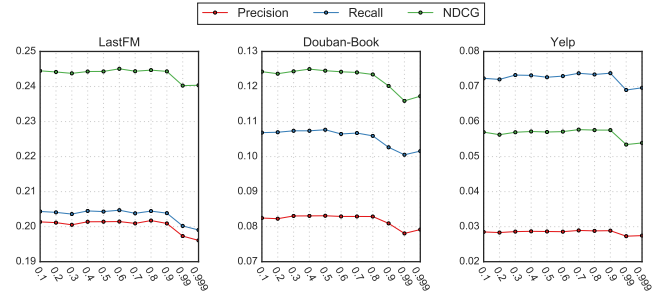 Precision Recall NDCG
LastFM Douban-Book Yelp
0.25 0.13 0.08
0.24 0.12 0.07
0.23 0.11 0.06
0.22 0.10 0.05
0.21 0.09 0.04
0.20 0.08 0.03
0.19 0.07 0.02
0.1 0.2 0.3 0.4 0.5 0.6 0.7 0.8 0.9 0.99 0.999 0.1 0.2 0.3 0.4 0.5 0.6 0.7 0.8 0.9 0.99 0.999 0.1 0.2 0.3 0.4 0.5 0.6 0.7 0.8 0.9 0.99 0.999